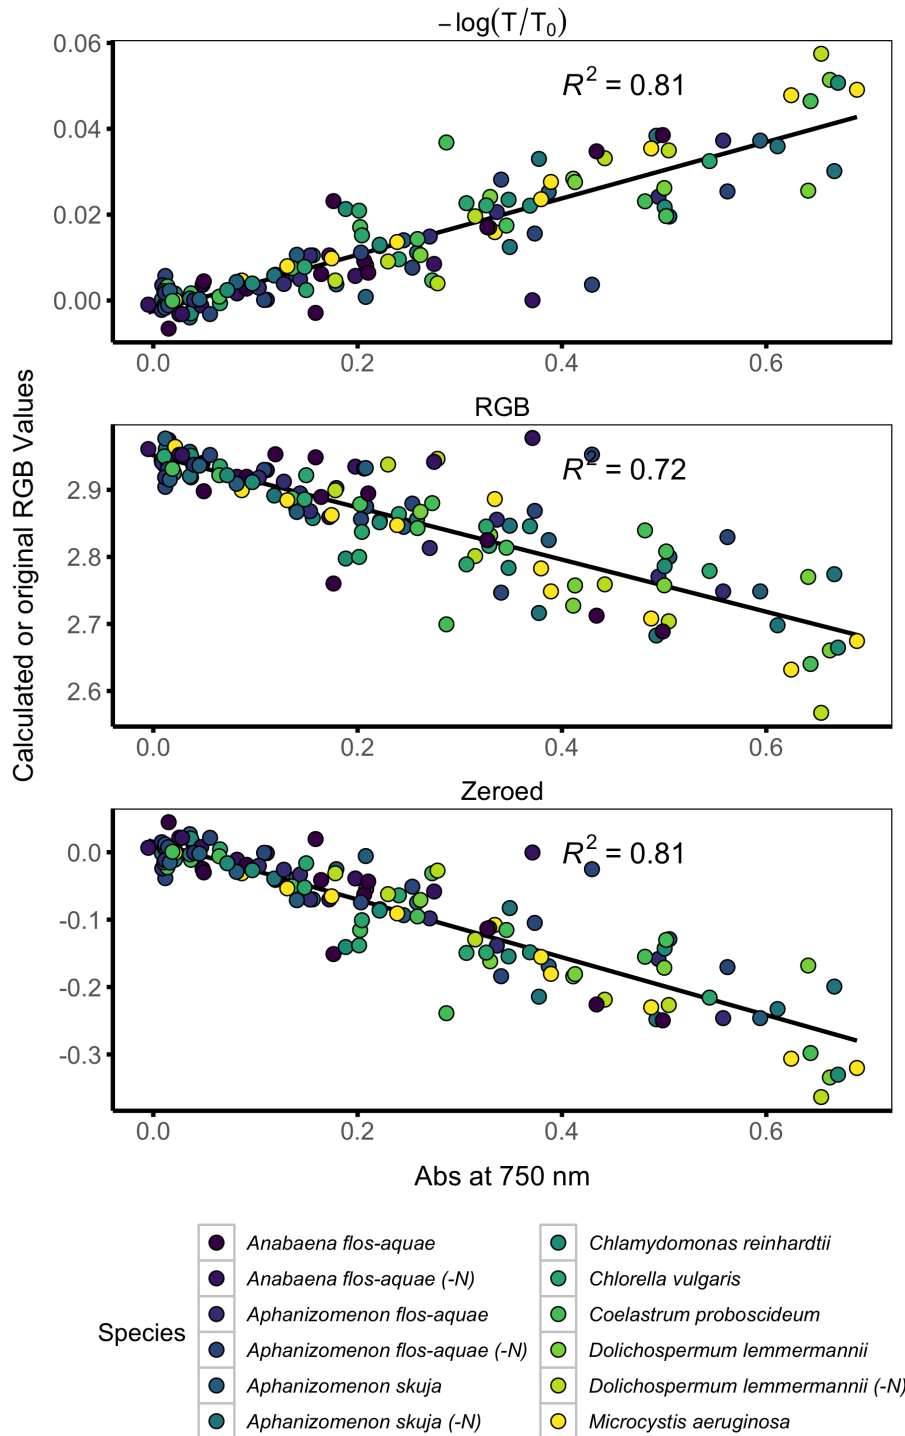 −log(T/T₀)
R² = 0.81
0.06
0.04
0.02
0.00
0.0 0.2 0.4 0.6
RGB
R² = 0.72
2.9
2.8
2.7
2.6
0.0 0.2 0.4 0.6
Zeroed
R² = 0.81
0.0
-0.1
-0.2
-0.3
0.0 0.2 0.4 0.6
Calculated or original RGB Values
Abs at 750 nm
Species
Anabaena flos-aquae
Anabaena flos-aquae (-N)
Aphanizomenon flos-aquae
Aphanizomenon flos-aquae (-N)
Aphanizomenon skuja
Aphanizomenon skuja (-N)
Chlamydomonas reinhardtii
Chlorella vulgaris
Coelastrum proboscideum
Dolichospermum lemmermannii
Dolichospermum lemmermannii (-N)
Microcystis aeruginosa